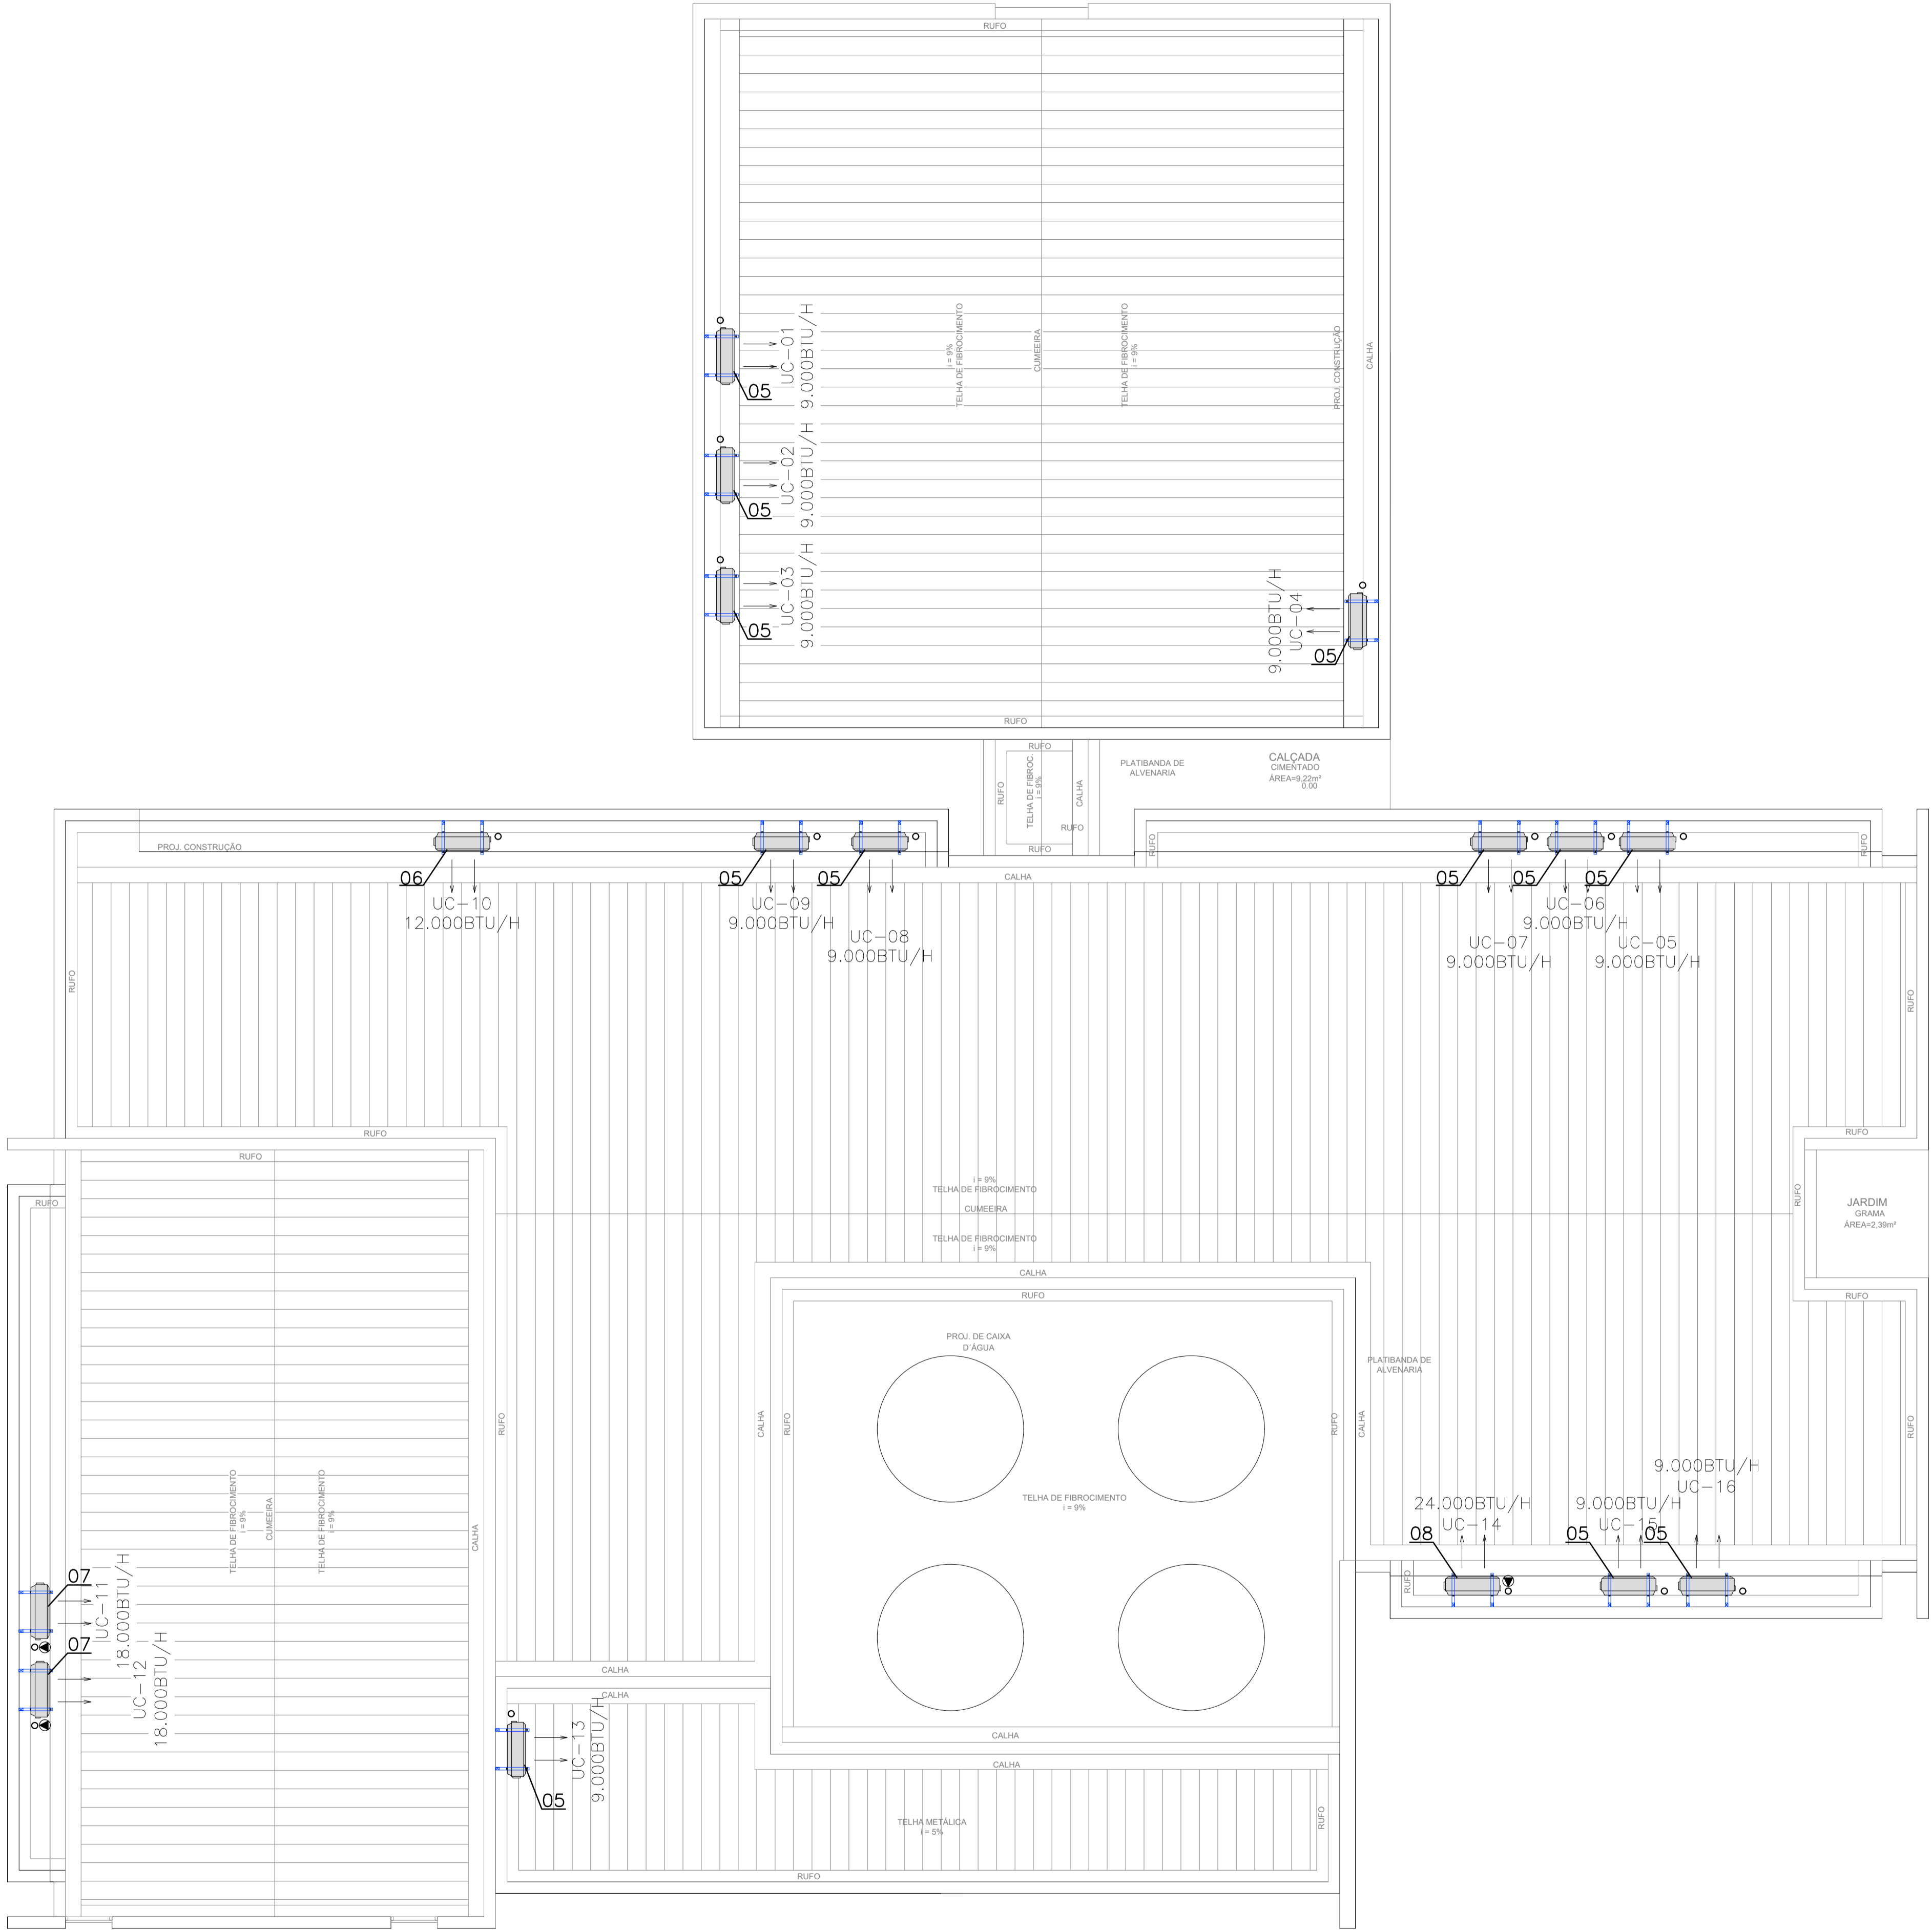 RUFO
UC-01
9.000BTU/H
05
i = 9%
TELHA DE FIBROCIMENTO
CUMEEIRA
TELHA DE FIBROCIMENTO
i = 9%
PROJ. CONSTRUÇÃO
CALHA
UC-02
9.000BTU/H
05
UC-03
9.000BTU/H
05
9.000BTU/H
UC-04
05
RUFO
RUFO
RUFO
TELHA DE FIBROC.
i = 9%
CALHA
RUFO
RUFO
PLATIBANDA DE
ALVENARIA
CALÇADA
CIMENTADO
ÁREA=9,22m²
0.00
PROJ. CONSTRUÇÃO
RUFO
RUFO
06
UC-10
12.000BTU/H
05
UC-09
9.000BTU/H
05
UC-08
9.000BTU/H
CALHA
05
UC-07
9.000BTU/H
05
UC-06
9.000BTU/H
05
UC-05
9.000BTU/H
RUFO
RUFO
RUFO
RUFO
RUFO
RUFO
i = 9%
TELHA DE FIBROCIMENTO
CUMEEIRA
TELHA DE FIBROCIMENTO
i = 9%
RUFO
RUFO
JARDIM
GRAMA
ÁREA=2,39m²
RUFO
CALHA
RUFO
PROJ. DE CAIXA
D´ÁGUA
PLATIBANDA DE
ALVENARIA
RUFO
CALHA
RUFO
RUFO
CALHA
RUFO
TELHA DE FIBROCIMENTO
i = 9%
TELHA DE FIBROCIMENTO
i = 9%
CUMEEIRA
TELHA DE FIBROCIMENTO
i = 9%
CALHA
24.000BTU/H
UC-14
08
9.000BTU/H
UC-15
05
9.000BTU/H
UC-16
05
RUFO
07
UC-11
18.000BTU/H
07
UC-12
18.000BTU/H
CALHA
CALHA
UC-13
9.000BTU/H
05
CALHA
CALHA
TELHA METÁLICA
i = 5%
RUFO
RUFO